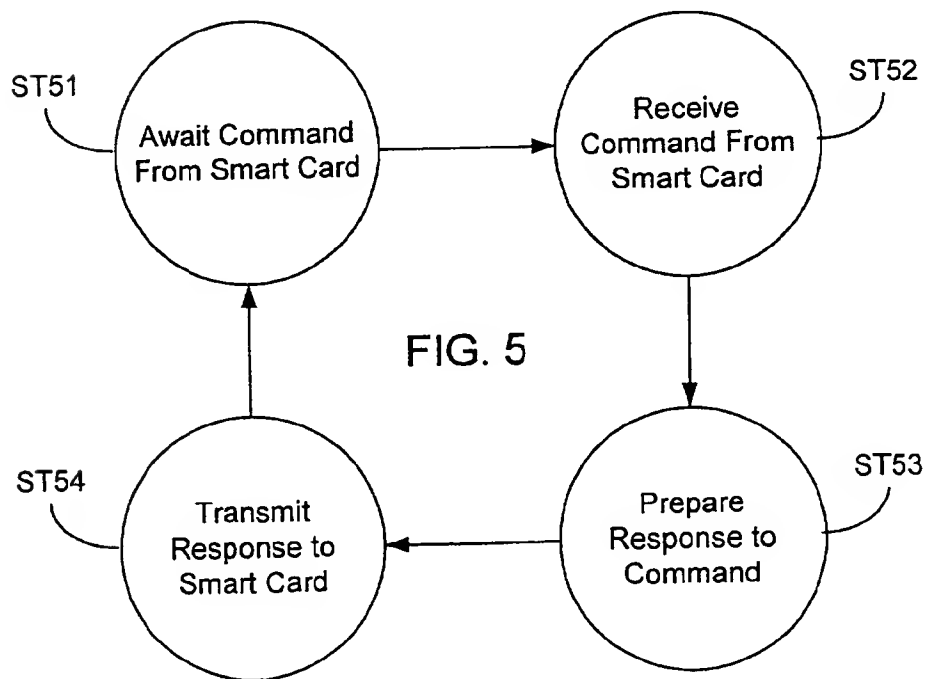 ST51
Await Command
From Smart Card
ST52
Receive
Command From
Smart Card
FIG. 5
ST54
Transmit
Response to
Smart Card
ST53
Prepare
Response to
Command